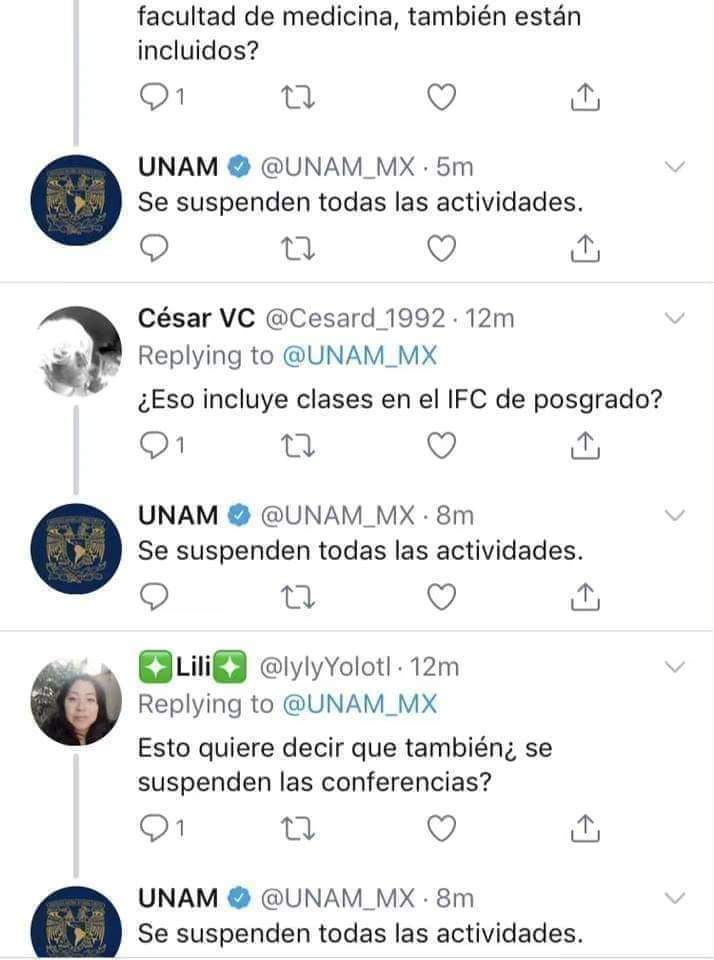 facultad de medicina, también están
incluidos?
1
UNAM @UNAM_MX · 5m
Se suspenden todas las actividades.
César VC @Cesard_1992 · 12m
Replying to @UNAM_MX
¿Eso incluye clases en el IFC de posgrado?
1
UNAM @UNAM_MX · 8m
Se suspenden todas las actividades.
Lili @lylyYolotl · 12m
Replying to @UNAM_MX
Esto quiere decir que también¿ se
suspenden las conferencias?
1
UNAM @UNAM_MX · 8m
Se suspenden todas las actividades.